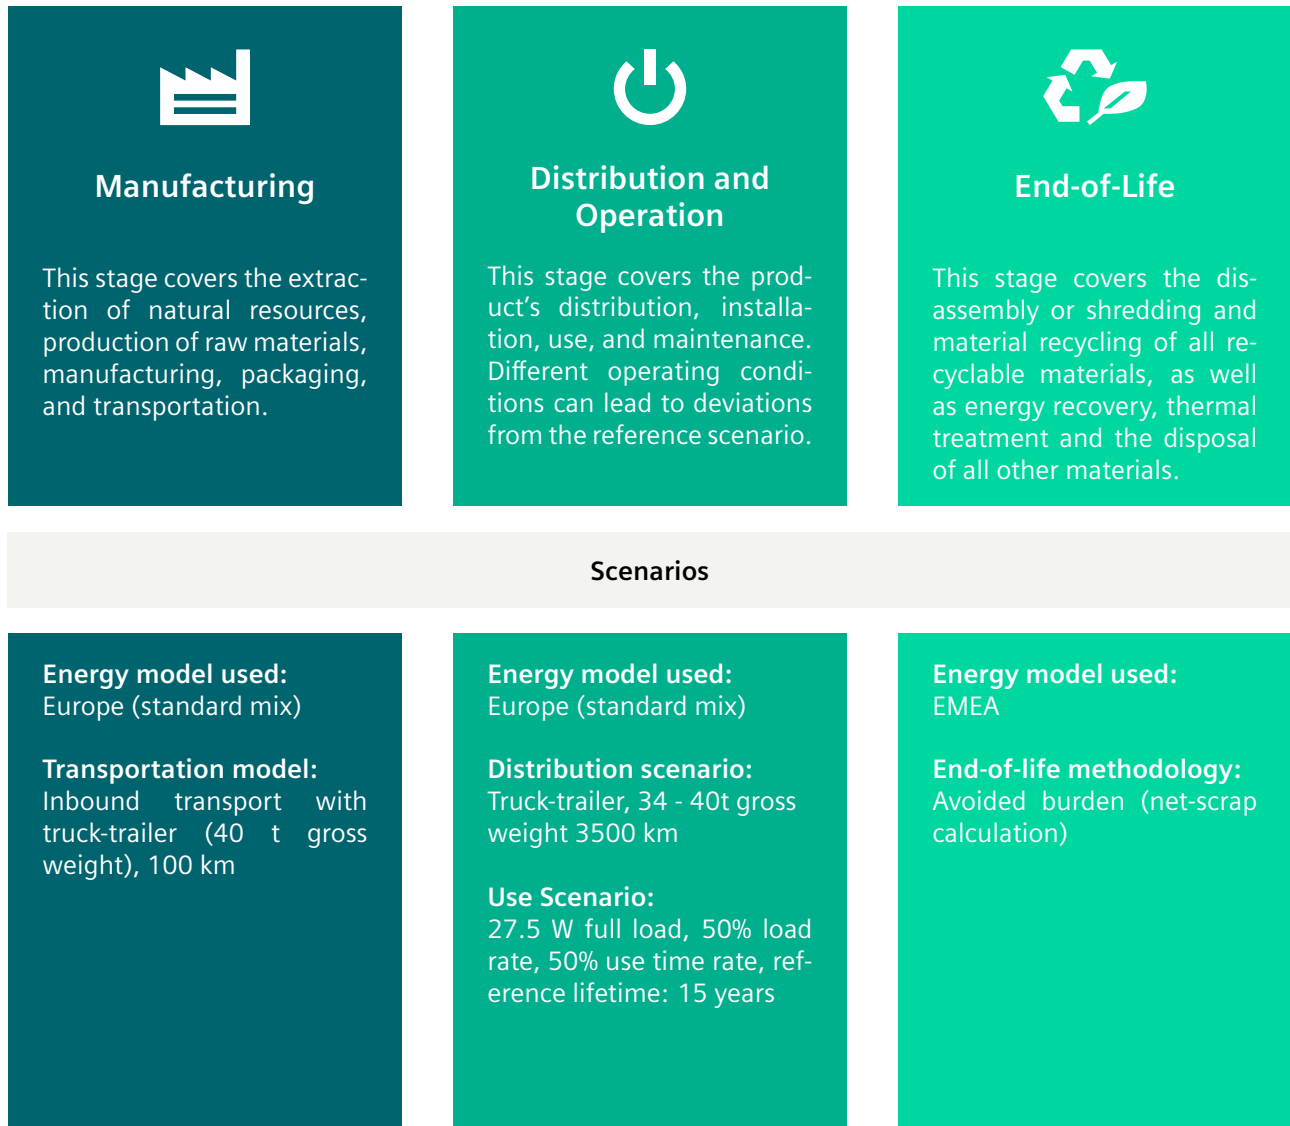 Manufacturing
This stage covers the extrac-
tion of natural resources,
production of raw materials,
manufacturing, packaging,
and transportation.
Distribution and
Operation
This stage covers the prod-
uct's distribution, installa-
tion, use, and maintenance.
Different operating condi-
tions can lead to deviations
from the reference scenario.
End-of-Life
This stage covers the dis-
assembly or shredding and
material recycling of all re-
cyclable materials, as well
as energy recovery, thermal
treatment and the disposal
of all other materials.
Scenarios
Energy model used:
Europe (standard mix)
Transportation model:
Inbound transport with
truck-trailer (40 t gross
weight), 100 km
Energy model used:
Europe (standard mix)
Distribution scenario:
Truck-trailer, 34 - 40t gross
weight 3500 km
Use Scenario:
27.5 W full load, 50% load
rate, 50% use time rate, ref-
erence lifetime: 15 years
Energy model used:
EMEA
End-of-life methodology:
Avoided burden (net-scrap
calculation)